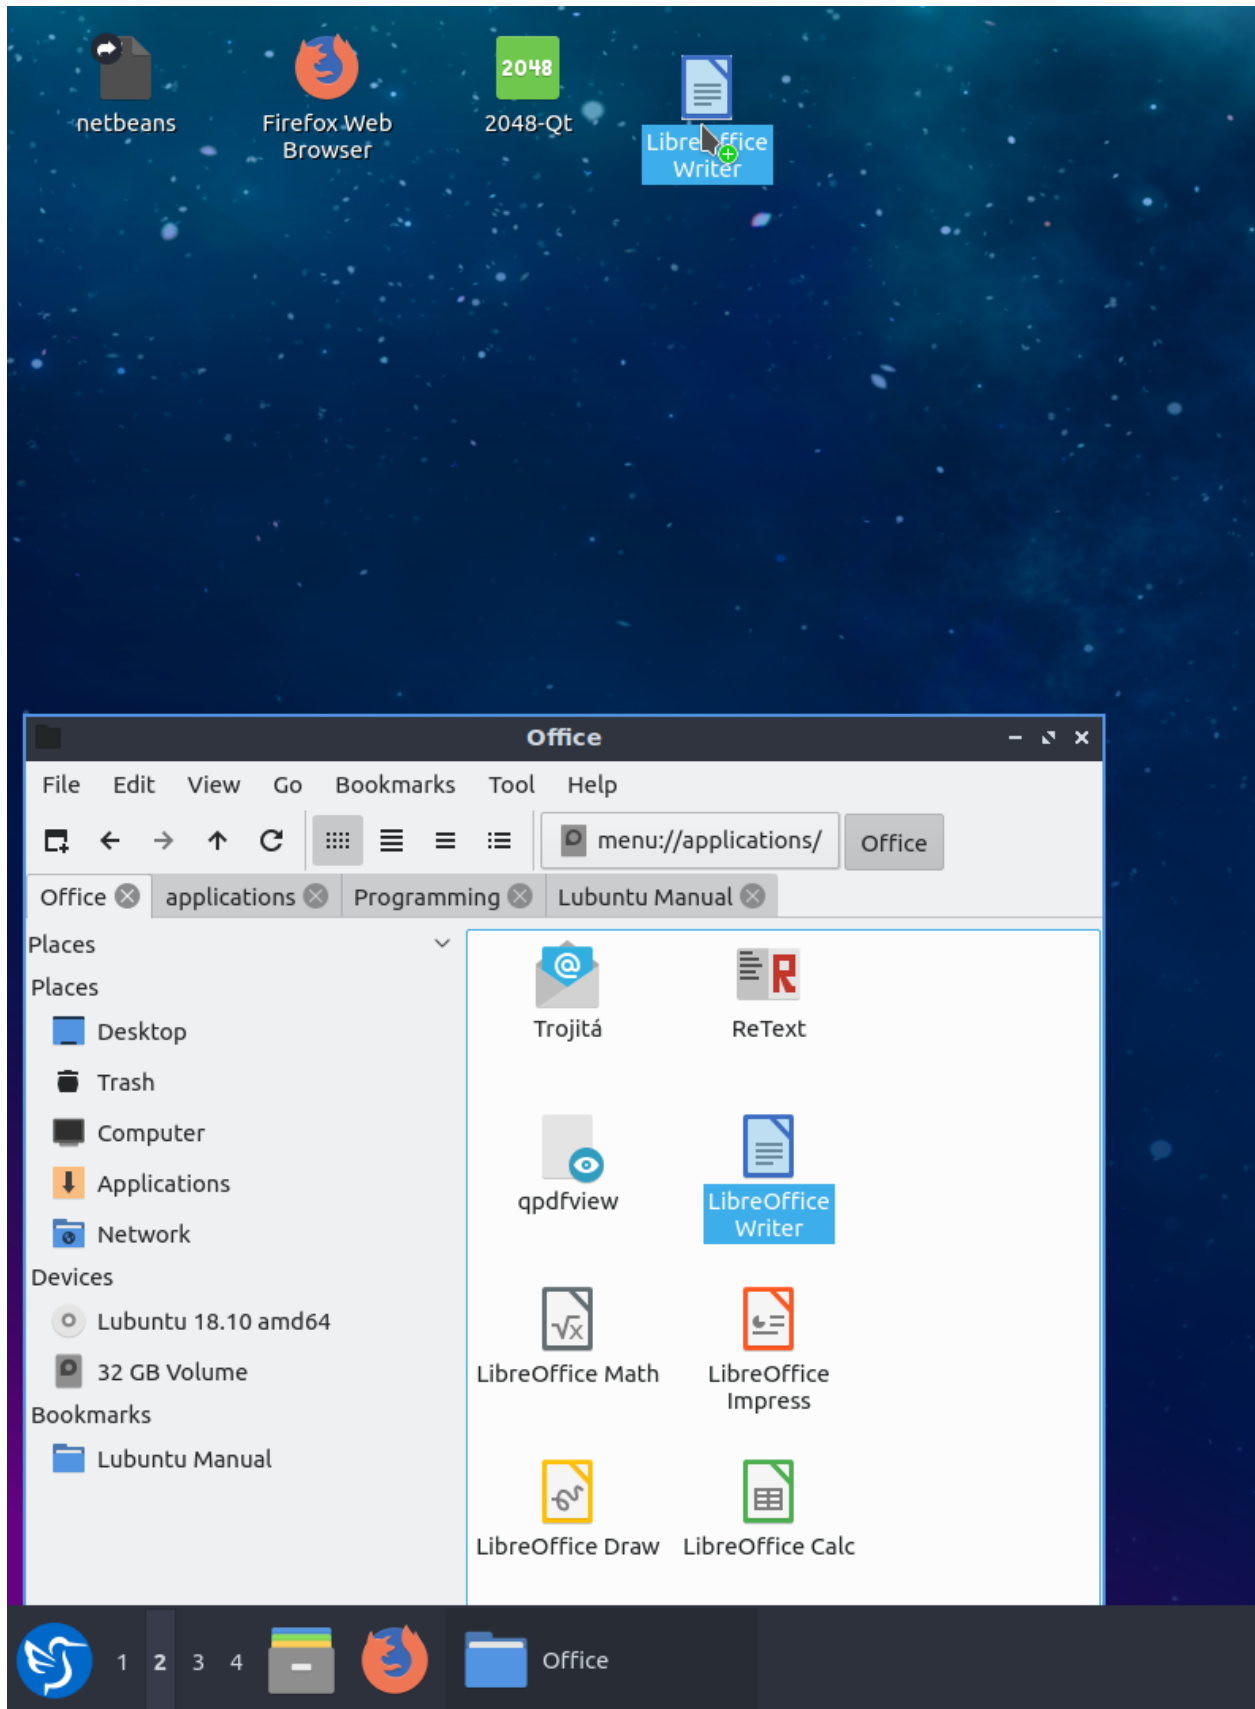 netbeans
Firefox Web
Browser
2048
2048-Qt
LibreOffice
Writer
Office
File Edit View Go Bookmarks Tool Help
menu://applications/ Office
Office applications Programming Lubuntu Manual
Places
Places
Desktop
Trash
Computer
Applications
Network
Devices
Lubuntu 18.10 amd64
32 GB Volume
Bookmarks
Lubuntu Manual
Trojitá
R
ReText
qpdfview
LibreOffice
Writer
√x
LibreOffice Math
LibreOffice
Impress
LibreOffice Draw
LibreOffice Calc
1 2 3 4
Office